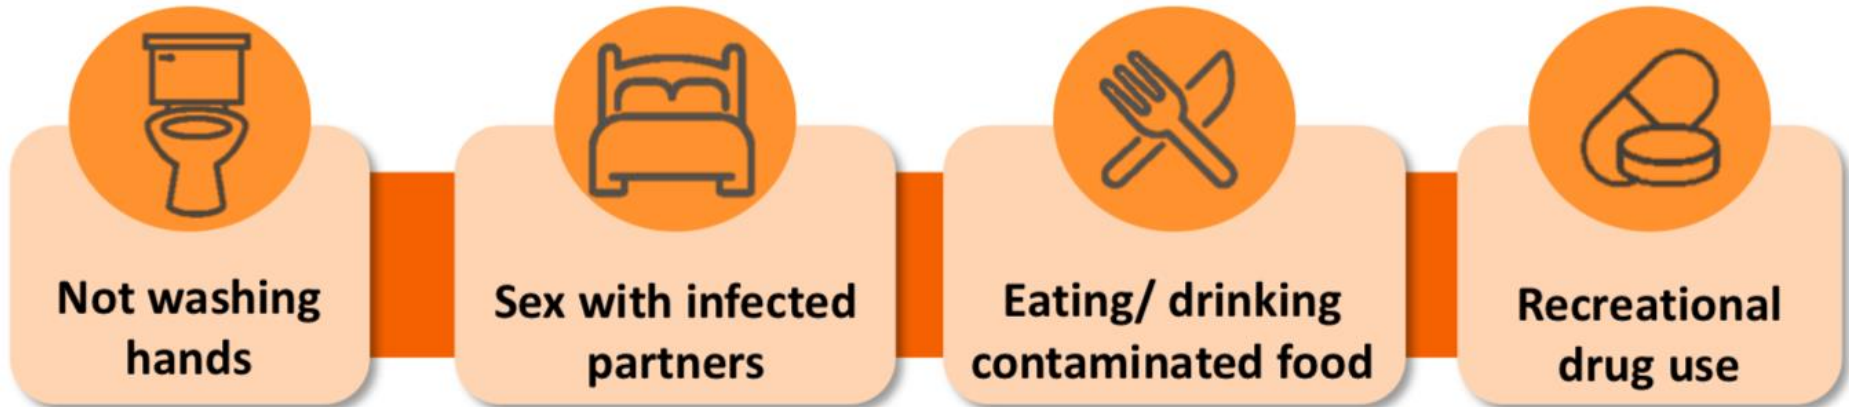 Not washing
hands
Sex with infected
partners
Eating/ drinking
contaminated food
Recreational
drug use